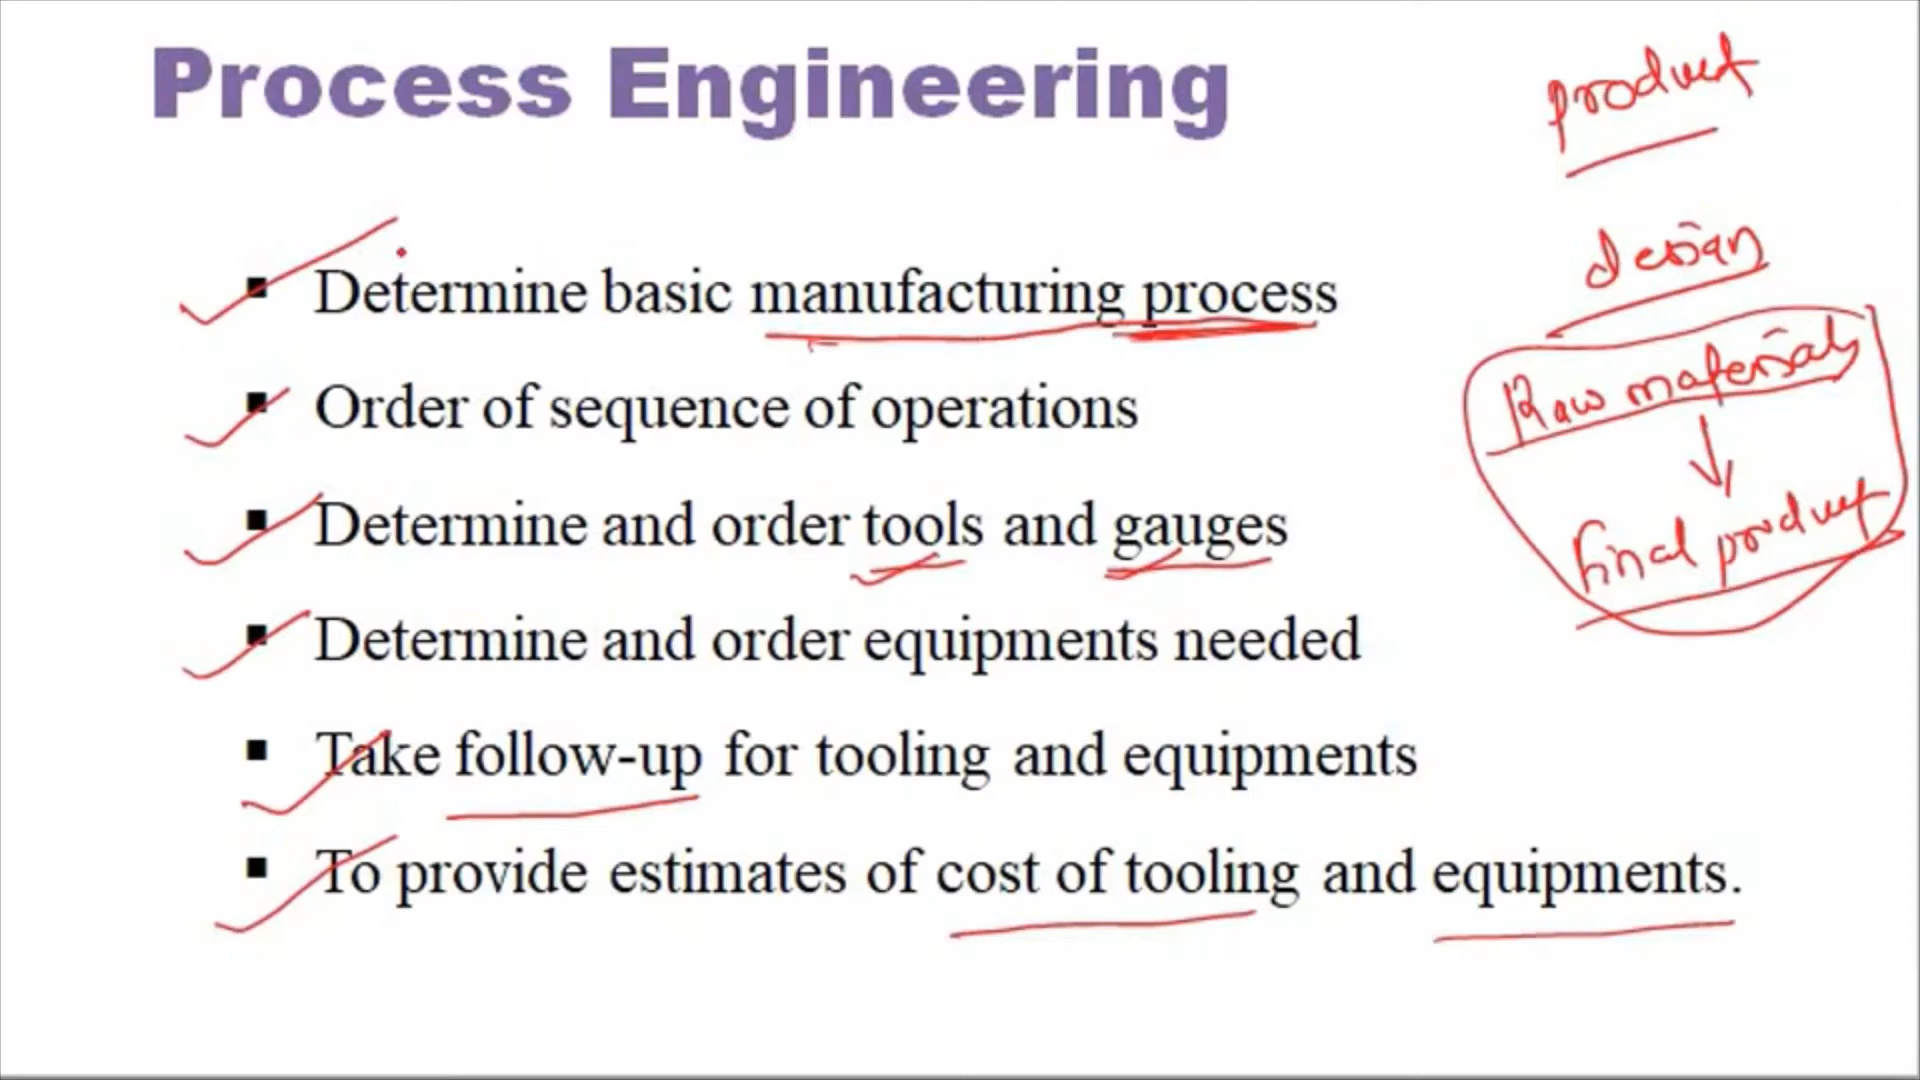 Process Engineering
product
design
▪ Determine basic manufacturing process
▪ Order of sequence of operations
▪ Determine and order tools and gauges
▪ Determine and order equipments needed
▪ Take follow-up for tooling and equipments
▪ To provide estimates of cost of tooling and equipments.
Raw materials
↓
final product